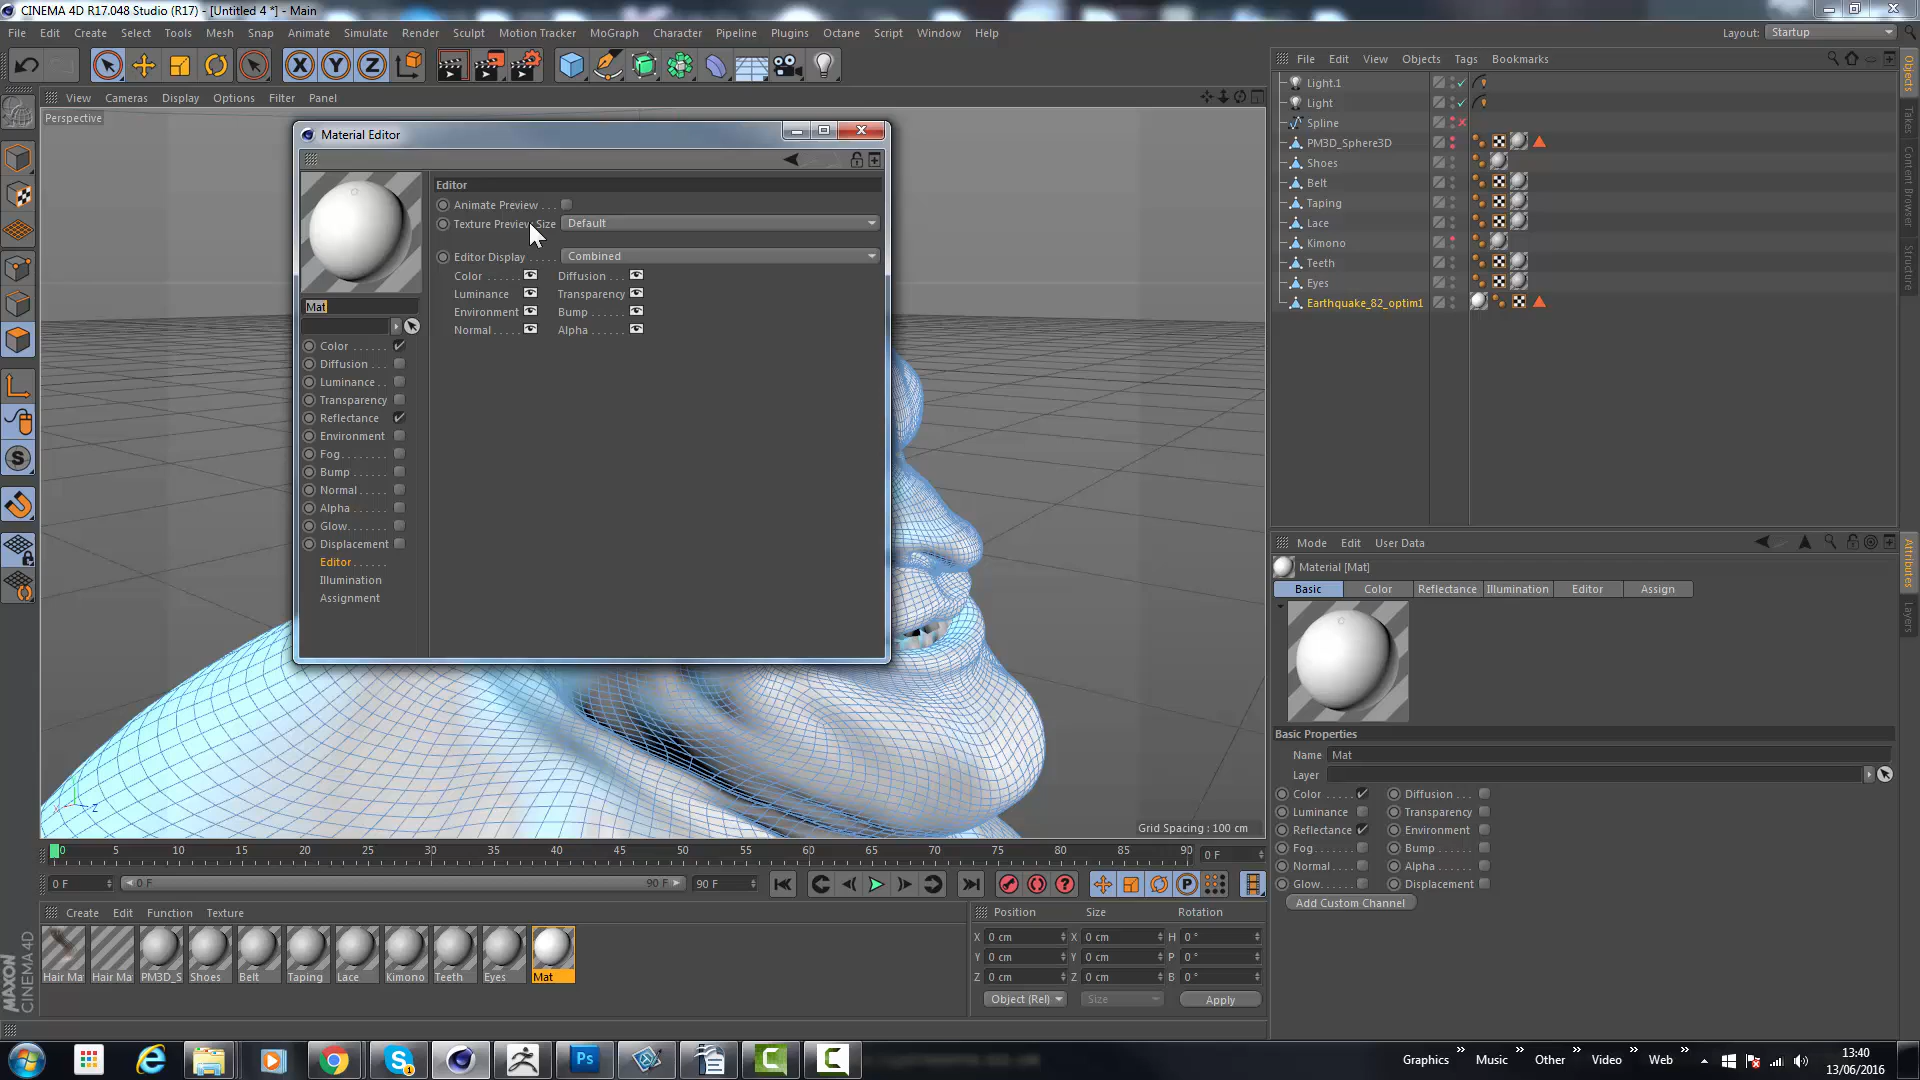 CINEMA 4D R17.048 Studio (R17) - [Untitled 4 *] - Main
File Edit Create Select Tools Mesh Snap Animate Simulate Render Sculpt Motion Tracker MoGraph Character Pipeline Plugins Octane Script Window Help
Layout: Startup
X Y Z
View Cameras Display Options Filter Panel
Perspective
File Edit View Objects Tags Bookmarks
Light.1
Light
Spline
PM3D_Sphere3D
Shoes
Belt
Taping
Lace
Kimono
Teeth
Eyes
Earthquake_82_optim1
Objects
Takes
Content Browser
Structure
Material Editor
Mat
Color ......
Diffusion ...
Luminance ..
Transparency
Reflectance
Environment
Fog.......
Bump ......
Normal .....
Alpha ......
Glow.......
Displacement
Editor ......
Illumination
Assignment
Editor
Animate Preview ...
Texture Preview Size Default
Editor Display ..... Combined
Color ...... Diffusion ...
Luminance Transparency
Environment Bump ......
Normal ..... Alpha ......
Grid Spacing : 100 cm
Mode Edit User Data
Material [Mat]
Basic Color Reflectance Illumination Editor Assign
Basic Properties
Name Mat
Layer
Color ..... Diffusion ...
Luminance Transparency
Reflectance Environment
Fog....... Bump ......
Normal..... Alpha ......
Glow...... Displacement
Add Custom Channel
Attributes
Layers
0 5 10 15 20 25 30 35 40 45 50 55 60 65 70 75 80 85 90 0 F
0 F 0 F 90 F 90 F
Create Edit Function Texture
Hair Mat Hair Mat PM3D_S Shoes Belt Taping Lace Kimono Teeth Eyes Mat
Position Size Rotation
X 0 cm X 0 cm H 0 °
Y 0 cm Y 0 cm P 0 °
Z 0 cm Z 0 cm B 0 °
Object (Rel) Size Apply
MAXON
CINEMA 4D
Graphics Music Other Video Web
13:40
13/06/2016